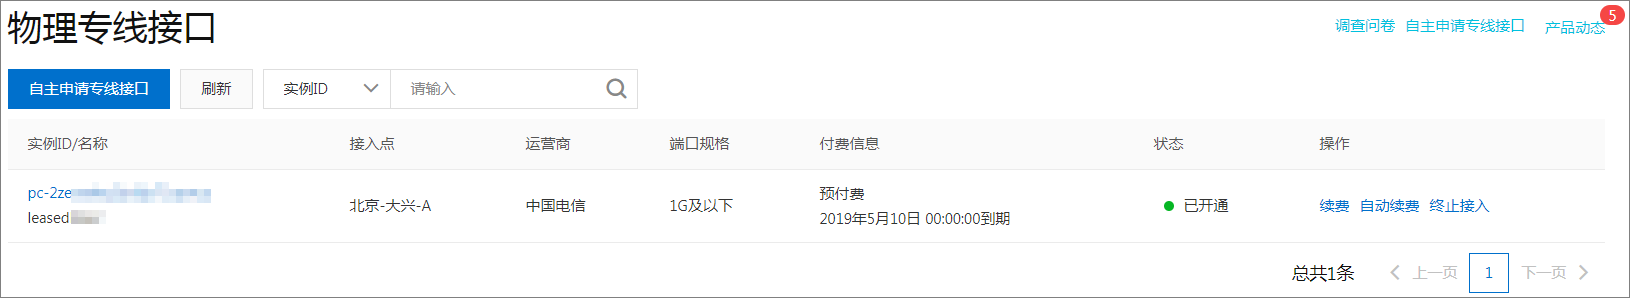 物理专线接口
调查问卷 自主申请专线接口 产品动态 5
自主申请专线接口 刷新 实例ID 请输入
实例ID/名称 接入点 运营商 端口规格 付费信息 状态 操作
pc-2ze
leased
北京-大兴-A 中国电信 1G及以下
预付费
2019年5月10日 00:00:00到期
已开通 续费 自动续费 终止接入
总共1条 上一页 1 下一页